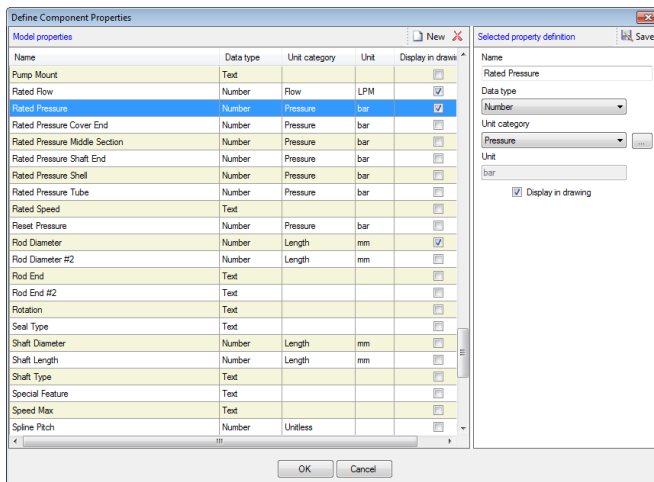 Define Component Properties
Model properties New
Name Data type Unit category Unit Display in drawin
Pump Mount Text
Rated Flow Number Flow LPM
Rated Pressure Number Pressure bar
Rated Pressure Cover End Number Pressure bar
Rated Pressure Middle Section Number Pressure bar
Rated Pressure Shaft End Number Pressure bar
Rated Pressure Shell Number Pressure bar
Rated Pressure Tube Number Pressure bar
Rated Speed Text
Reset Pressure Number Pressure bar
Rod Diameter Number Length mm
Rod Diameter #2 Number Length mm
Rod End Text
Rod End #2 Text
Rotation Text
Seal Type Text
Shaft Diameter Number Length mm
Shaft Length Number Length mm
Shaft Type Text
Special Feature Text
Speed Max Text
Spline Pitch Number Unitless
Selected property definition Save
Name
Rated Pressure
Data type
Number
Unit category
Pressure ...
Unit
bar
Display in drawing
OK Cancel